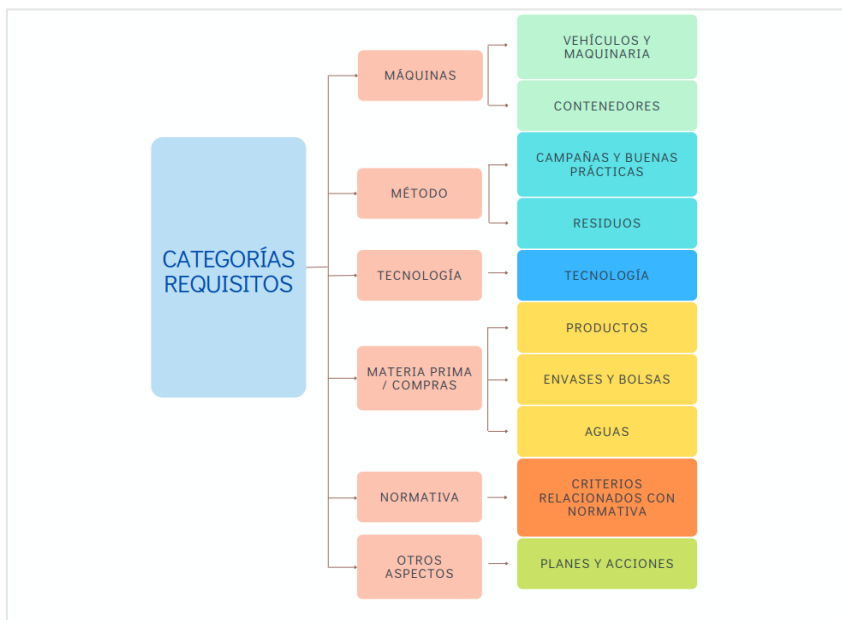 CATEGORÍAS
REQUISITOS
MÁQUINAS
VEHÍCULOS Y
MAQUINARIA
CONTENEDORES
MÉTODO
CAMPAÑAS Y BUENAS
PRÁCTICAS
RESIDUOS
TECNOLOGÍA
TECNOLOGÍA
MATERIA PRIMA
/ COMPRAS
PRODUCTOS
ENVASES Y BOLSAS
AGUAS
NORMATIVA
CRITERIOS
RELACIONADOS CON
NORMATIVA
OTROS
ASPECTOS
PLANES Y ACCIONES